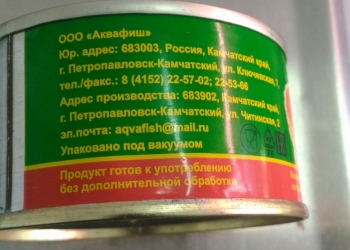 ООО «Аквафиш»
Юр. адрес: 683003, Россия, Камчатский край,
г. Петропавловск-Камчатский, ул. Ключевская, 7,
тел./факс.: 8 (4152) 22-57-02; 22-53-66
Адрес производства: 683902, Камчатский край,
г. Петропавловск-Камчатский, ул. Читинская, 2
эл.почта: aqvafish@mail.ru
Упаковано под вакуумом
Продукт готов к употреблению
без дополнительной обработки